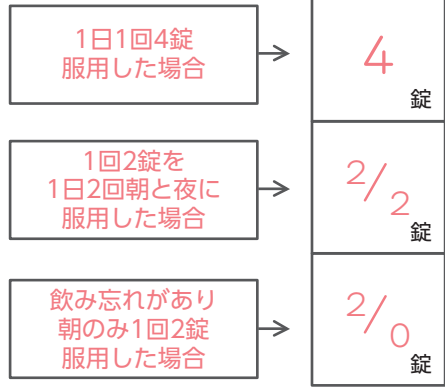 1日1回4錠
服用した場合
4
錠
1回2錠を
1日2回朝と夜に
服用した場合
2/2
錠
飲み忘れがあり
朝のみ1回2錠
服用した場合
2/0
錠